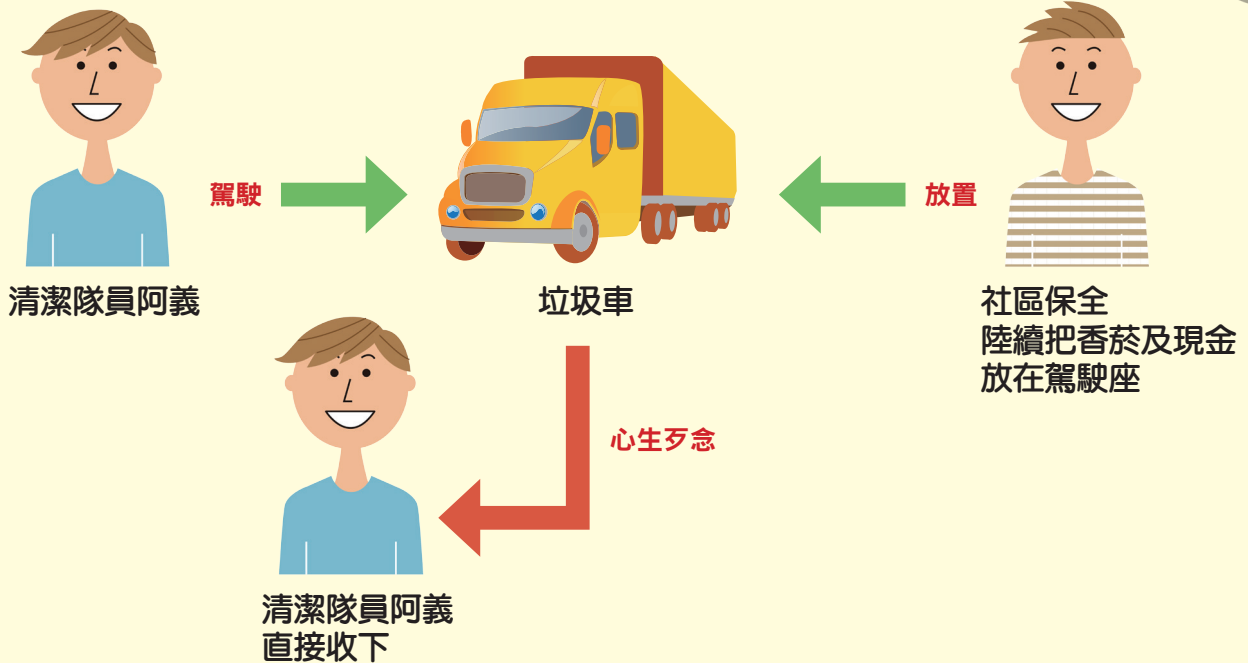 駕駛
放置
清潔隊員阿義
垃圾車
社區保全
陸續把香菸及現金
放在駕駛座
心生歹念
清潔隊員阿義
直接收下